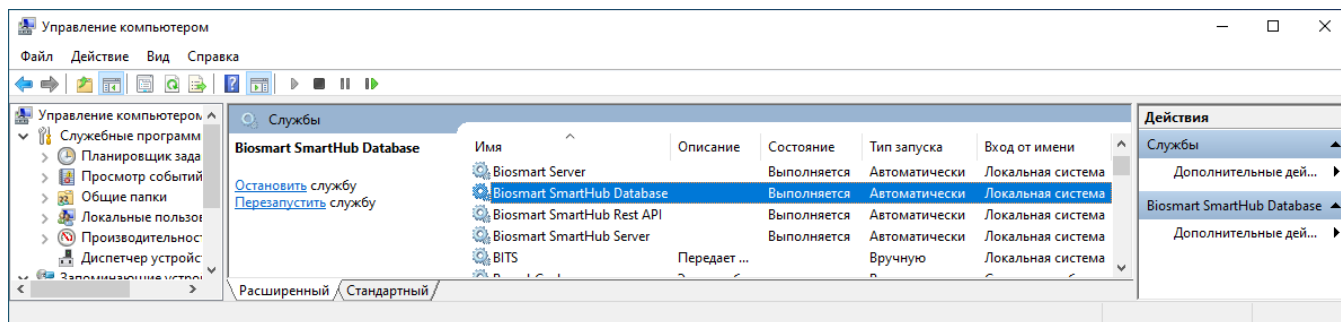 Управление компьютером
Файл Действие Вид Справка
Управление компьютером
Служебные программ
Планировщик зада
Просмотр событий
Общие папки
Локальные пользов
Производительнос
Диспетчер устройс
Запоминающие устрой
Службы
Biosmart SmartHub Database
Остановить службу
Перезапустить службу
Имя Описание Состояние Тип запуска Вход от имени
Biosmart Server Выполняется Автоматически Локальная система
Biosmart SmartHub Database Выполняется Автоматически Локальная система
Biosmart SmartHub Rest API Выполняется Автоматически Локальная система
Biosmart SmartHub Server Выполняется Автоматически Локальная система
BITS Передает ... Вручную Локальная система
Расширенный Стандартный
Действия
Службы
Дополнительные дей...
Biosmart SmartHub Database
Дополнительные дей...